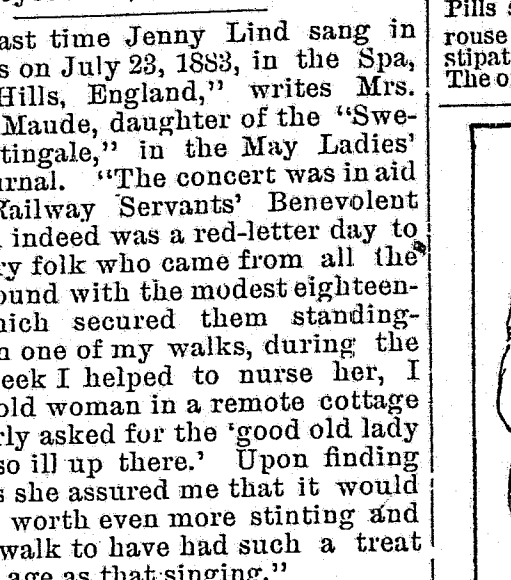 ast time Jenny Lind sang in
s on July 23, 1883, in the Spa,
Hills, England," writes Mrs.
Maude, daughter of the "Swe-
tingale," in the May Ladies'
urnal. "The concert was in aid
Railway Servants' Benevolent
indeed was a red-letter day to
ry folk who came from all the
ound with the modest eighteen-
hich secured them standing-
n one of my walks, during the
eek I helped to nurse her, I
old woman in a remote cottage
rly asked for the 'good old lady
so ill up there.' Upon finding
s she assured me that it would
worth even more stinting and
walk to have had such a treat
age as that singing."
Pills
rouse
stipat
The o